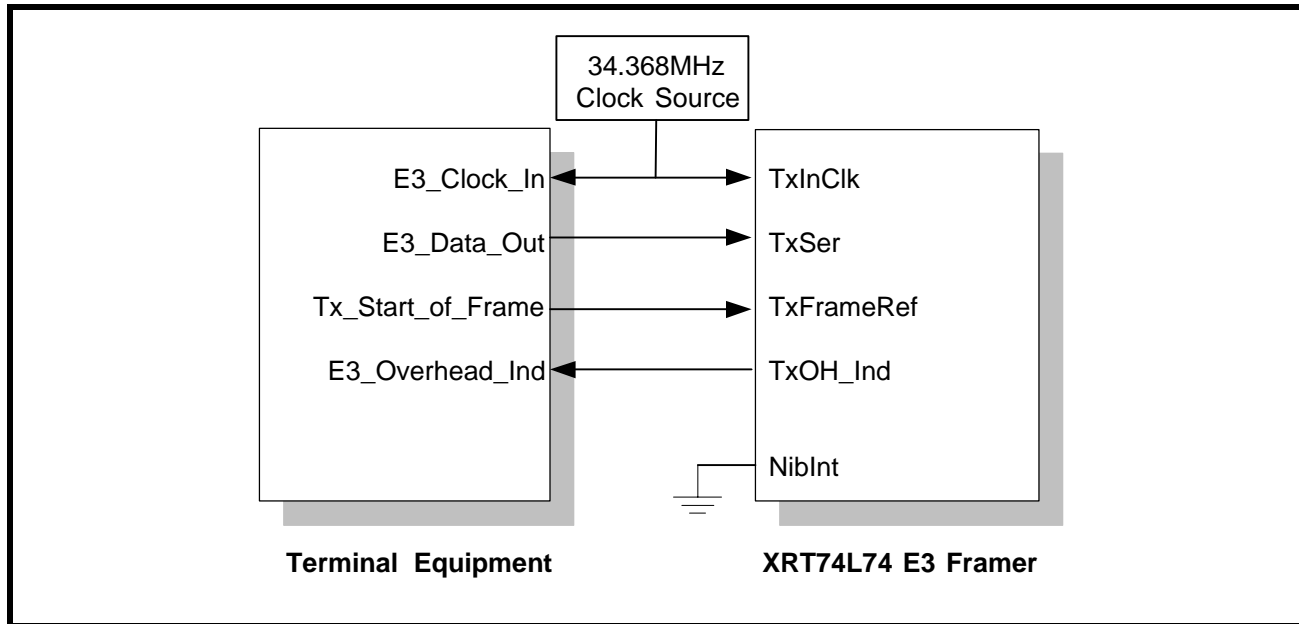 34.368MHz
Clock Source
E3_Clock_In
TxInClk
E3_Data_Out
TxSer
Tx_Start_of_Frame
TxFrameRef
E3_Overhead_Ind
TxOH_Ind
NibInt
Terminal Equipment
XRT74L74 E3 Framer